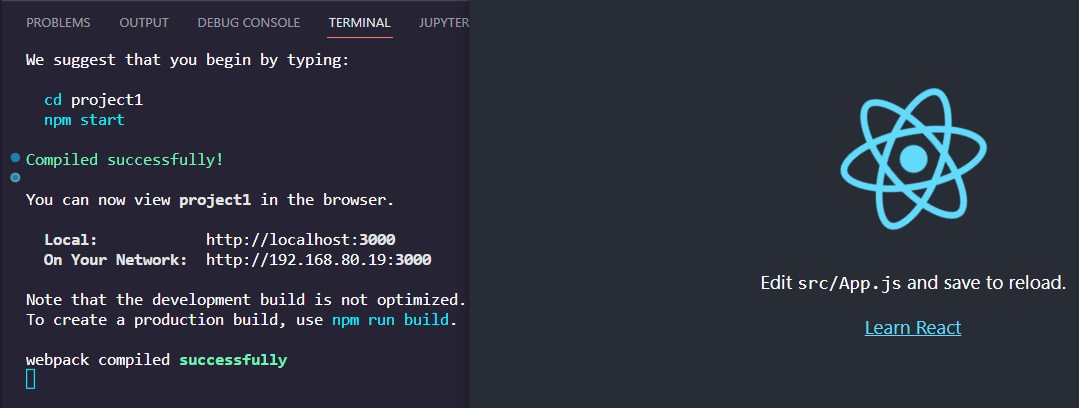 PROBLEMS OUTPUT DEBUG CONSOLE TERMINAL JUPYTER
We suggest that you begin by typing:
cd project1
npm start
Compiled successfully!
You can now view project1 in the browser.
Local: http://localhost:3000
On Your Network: http://192.168.80.19:3000
Note that the development build is not optimized.
To create a production build, use npm run build.
webpack compiled successfully
Edit src/App.js and save to reload.
Learn React